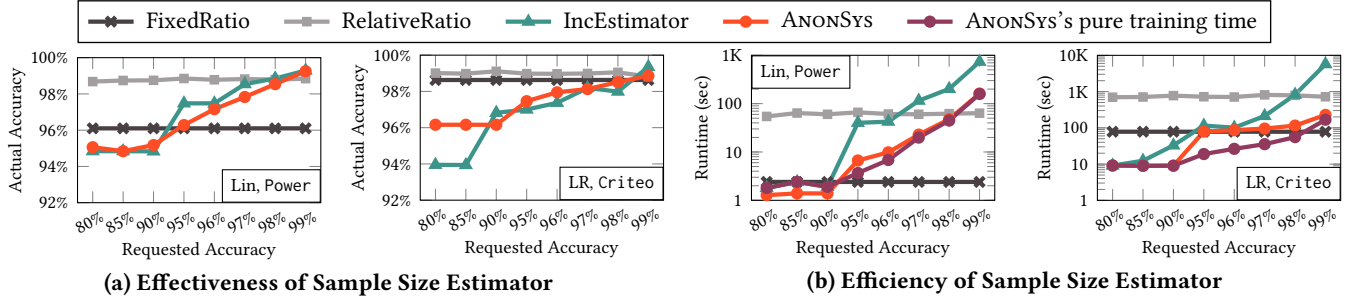 FixedRatio RelativeRatio IncEstimator ANONSYS ANONSYS's pure training time
Actual Accuracy
100%
98%
96%
94%
92%
80% 85% 90% 95% 96% 97% 98% 99%
Requested Accuracy
Lin, Power
Actual Accuracy
100%
98%
96%
94%
92%
80% 85% 90% 95% 96% 97% 98% 99%
Requested Accuracy
LR, Criteo
(a) Effectiveness of Sample Size Estimator
Runtime (sec)
1K
100
10
1
80% 85% 90% 95% 96% 97% 98% 99%
Requested Accuracy
Lin, Power
Runtime (sec)
10K
1K
100
10
1
80% 85% 90% 95% 96% 97% 98% 99%
Requested Accuracy
LR, Criteo
(b) Efficiency of Sample Size Estimator